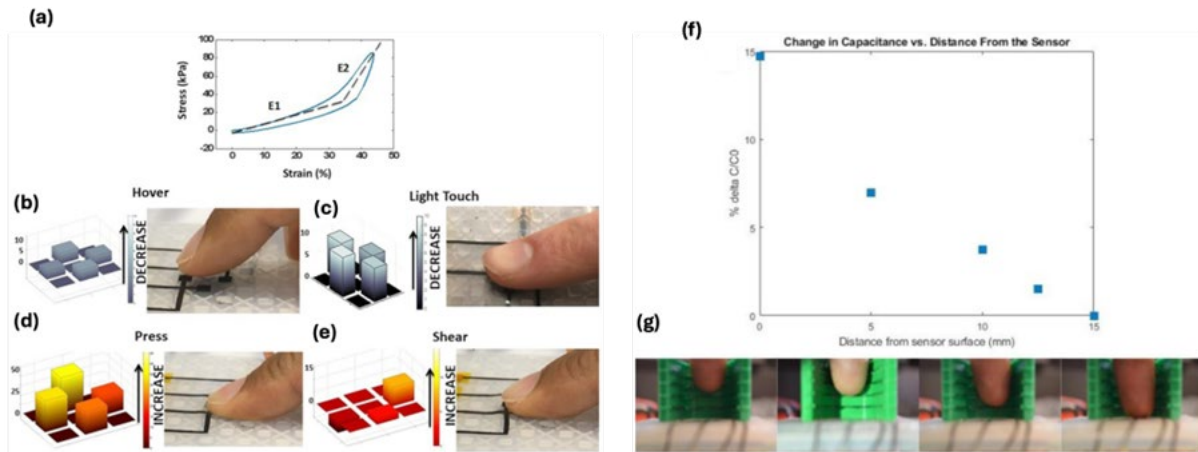 (a)
100
80
60
40
20
0
-20
Stress (kPa)
E1
E2
0 10 20 30 40 50
Strain (%)
(b)
Hover
10
5
0
DECREASE
(c)
Light Touch
10
5
0
DECREASE
(d)
Press
50
25
0
INCREASE
(e)
Shear
15
0
INCREASE
(f)
Change in Capacitance vs. Distance From the Sensor
15
10
5
0
% delta C/C0
0 5 10 15
Distance from sensor surface (mm)
(g)